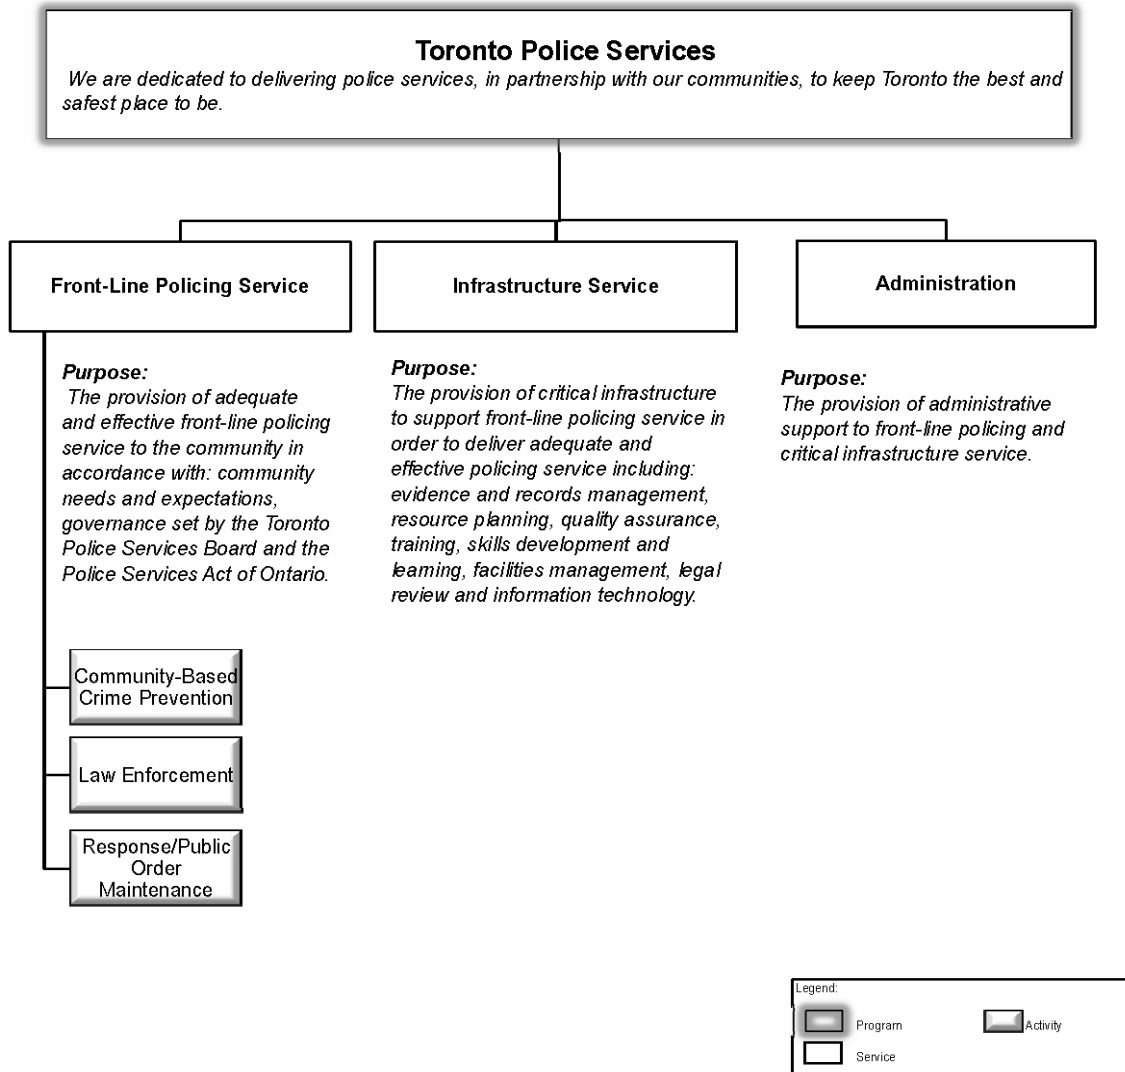 Toronto Police Services
We are dedicated to delivering police services, in partnership with our communities, to keep Toronto the best and
safest place to be.
Front-Line Policing Service
Purpose:
The provision of adequate
and effective front-line policing
service to the community in
accordance with: community
needs and expectations,
governance set by the Toronto
Police Services Board and the
Police Services Act of Ontario.
Community-Based
Crime Prevention
Law Enforcement
Response/Public
Order
Maintenance
Infrastructure Service
Purpose:
The provision of critical infrastructure
to support front-line policing service in
order to deliver adequate and
effective policing service including:
evidence and records management,
resource planning, quality assurance,
training, skills development and
learning, facilities management, legal
review and information technology.
Administration
Purpose:
The provision of administrative
support to front-line policing and
critical infrastructure service.
Legend:
Program
Activity
Service